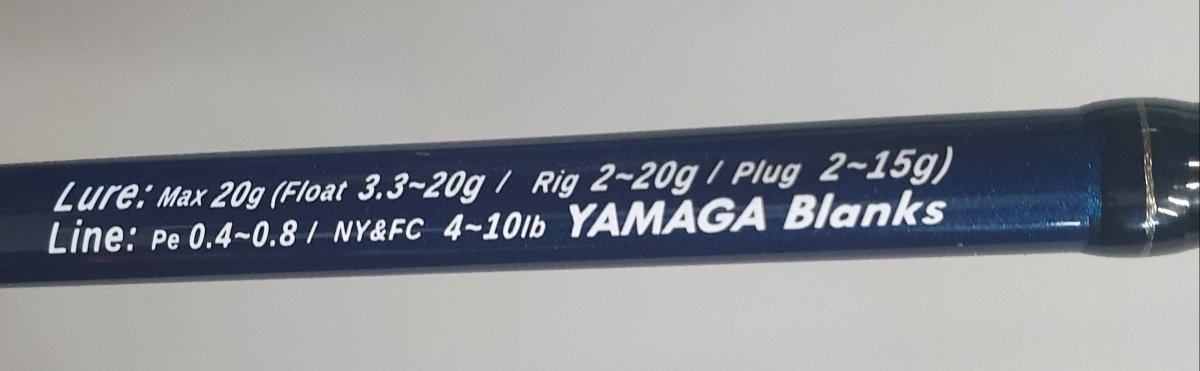 Lure: Max 20g (Float 3.3~20g / Rig 2~20g / Plug 2~15g)
Line: Pe 0.4~0.8 / NY&FC 4~10lb YAMAGA Blanks